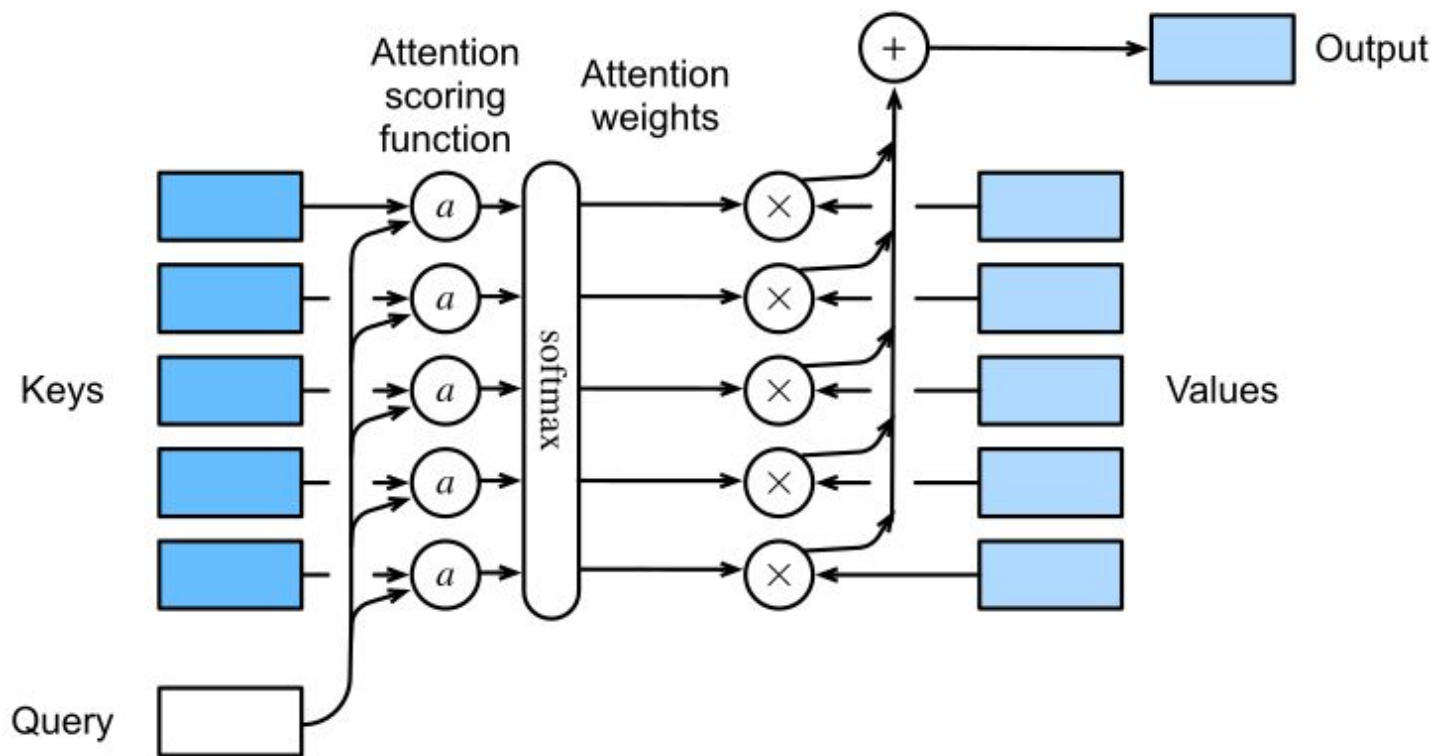 Attention
scoring
function
Attention
weights
+
Output
a
×
a
×
Keys
a
softmax
×
Values
a
×
a
×
Query